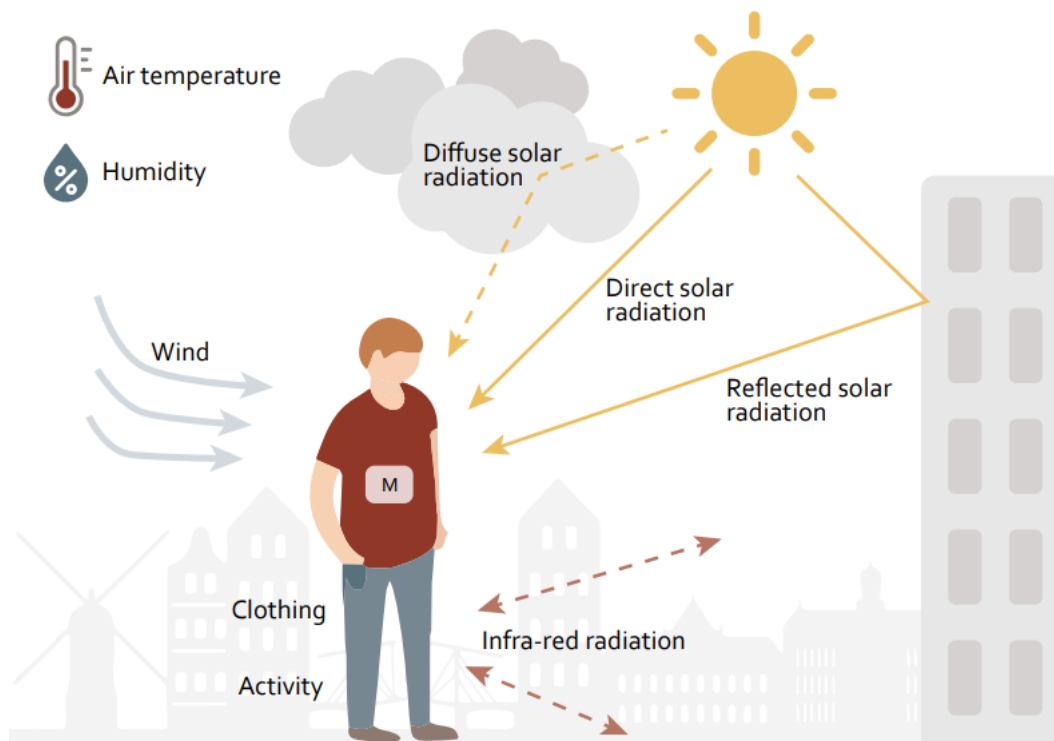 Air temperature
Humidity
Diffuse solar
radiation
Direct solar
radiation
Wind
Reflected solar
radiation
M
Clothing
Infra-red radiation
Activity
%